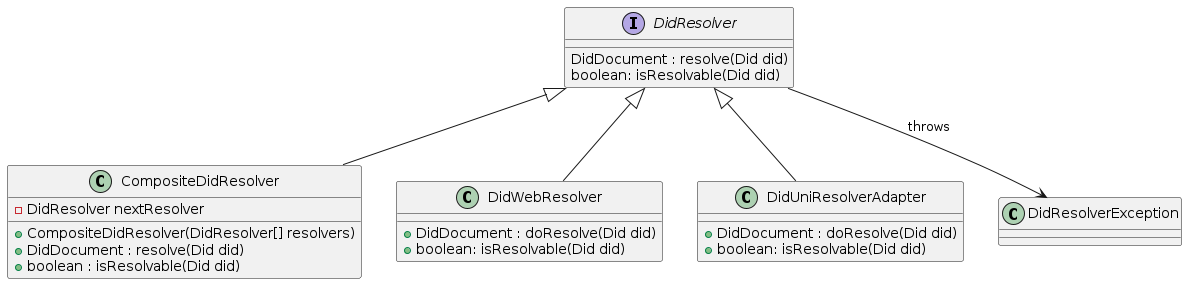 I DidResolver
DidDocument : resolve(Did did)
boolean: isResolvable(Did did)
throws
C CompositeDidResolver
DidResolver nextResolver
CompositeDidResolver(DidResolver[] resolvers)
DidDocument : resolve(Did did)
boolean : isResolvable(Did did)
C DidWebResolver
DidDocument : doResolve(Did did)
boolean: isResolvable(Did did)
C DidUniResolverAdapter
DidDocument : doResolve(Did did)
boolean: isResolvable(Did did)
C DidResolverException